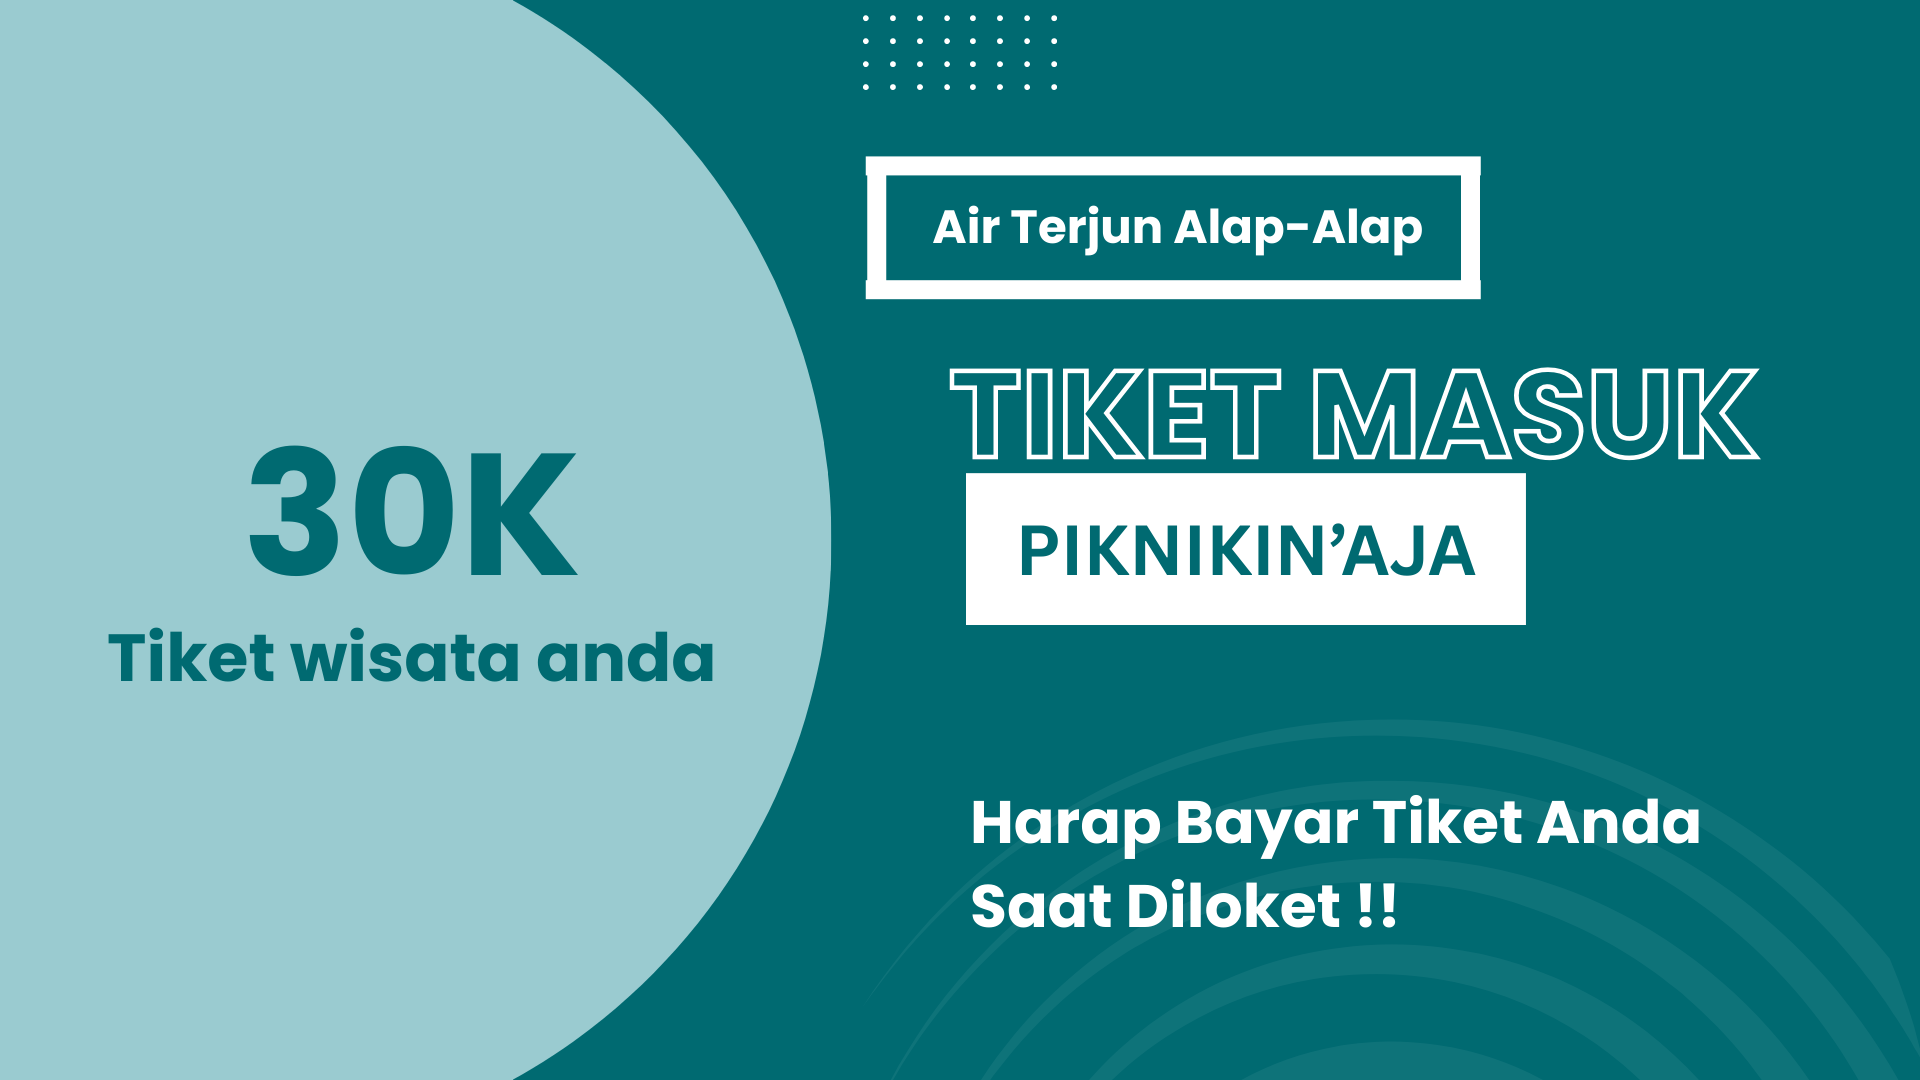 30K
Tiket wisata anda
Air Terjun Alap-Alap
TIKET MASUK
PIKNIKIN’AJA
Harap Bayar Tiket Anda
Saat Diloket !!